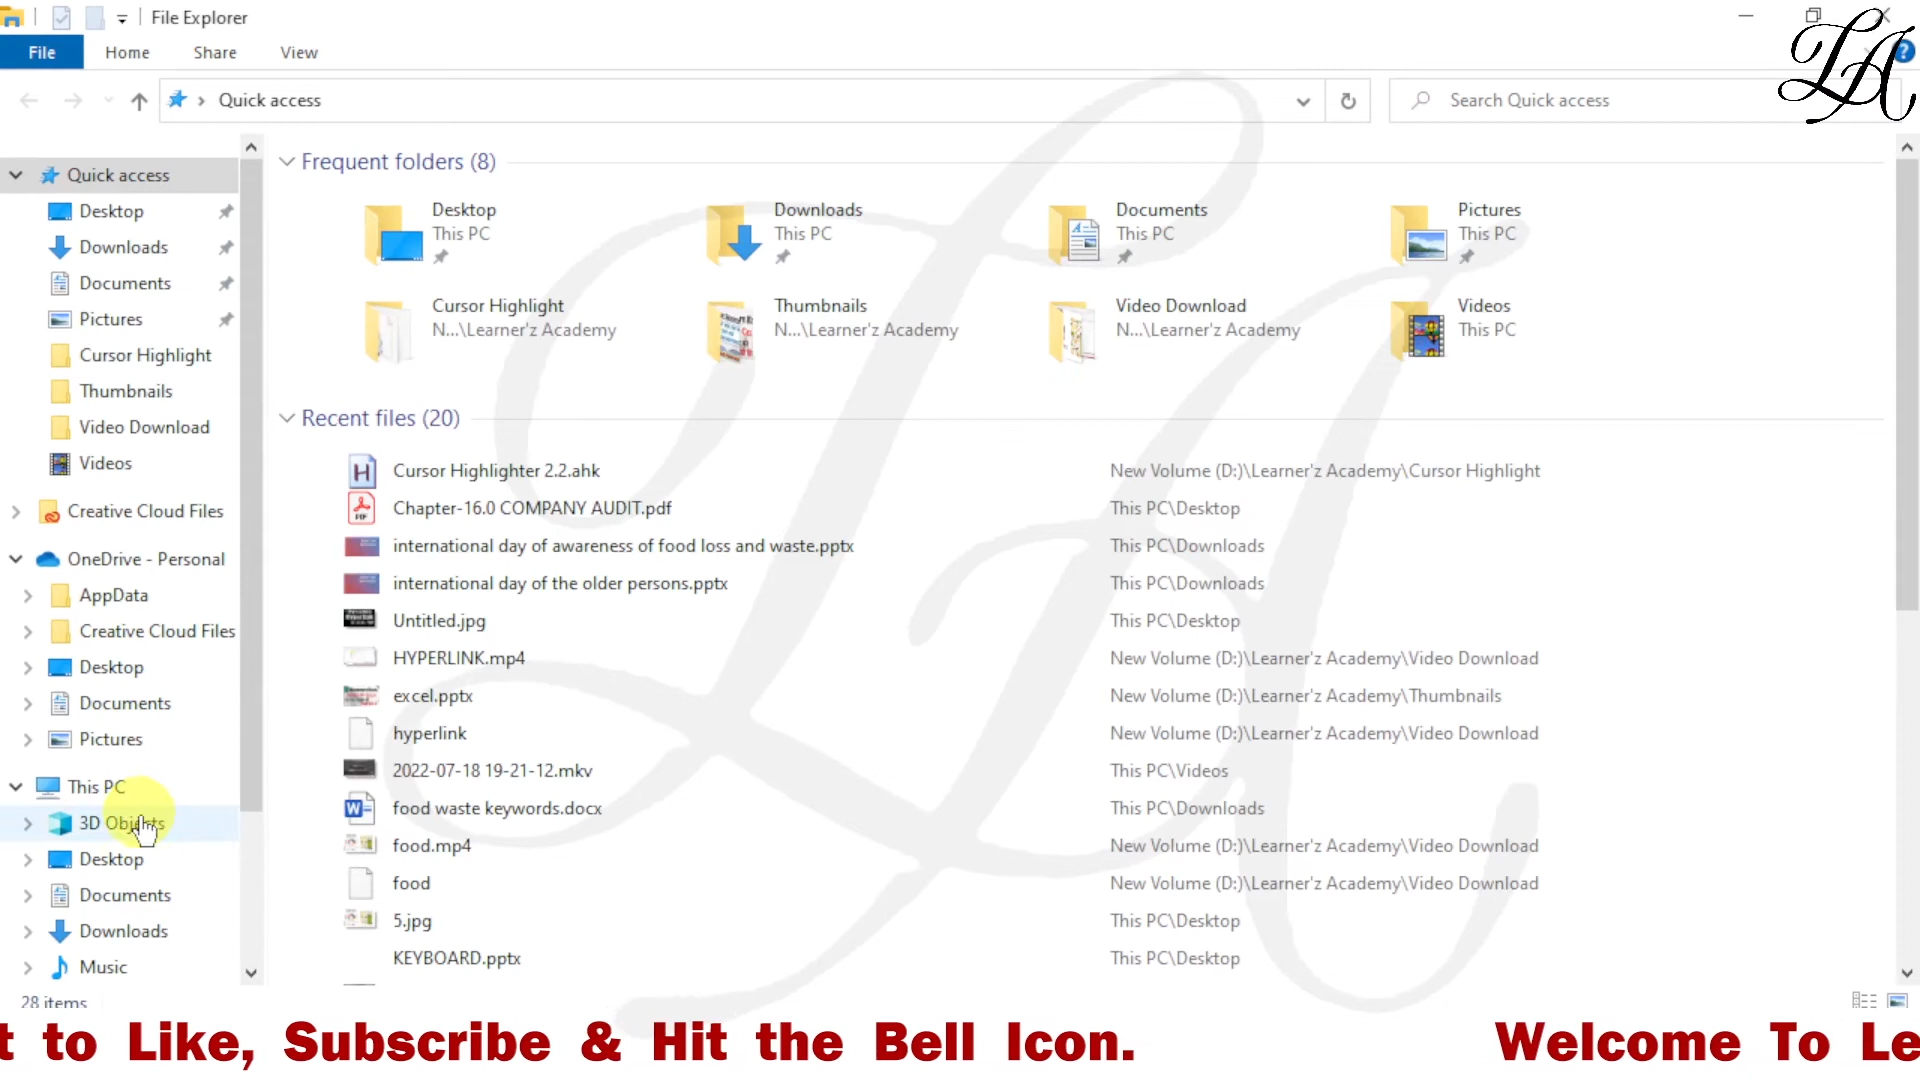 File Explorer
File Home Share View
Quick access
Search Quick access
LA
?
Quick access
Desktop
Downloads
Documents
Pictures
Cursor Highlight
Thumbnails
Video Download
Videos
Creative Cloud Files
OneDrive - Personal
AppData
Creative Cloud Files
Desktop
Documents
Pictures
This PC
3D Objects
Desktop
Documents
Downloads
Music
28 items
Frequent folders (8)
Desktop
This PC
Downloads
This PC
Documents
This PC
Pictures
This PC
Cursor Highlight
N...\Learner'z Academy
Thumbnails
N...\Learner'z Academy
Video Download
N...\Learner'z Academy
Videos
This PC
Recent files (20)
Cursor Highlighter 2.2.ahk New Volume (D:)\Learner'z Academy\Cursor Highlight
Chapter-16.0 COMPANY AUDIT.pdf This PC\Desktop
international day of awareness of food loss and waste.pptx This PC\Downloads
international day of the older persons.pptx This PC\Downloads
Untitled.jpg This PC\Desktop
HYPERLINK.mp4 New Volume (D:)\Learner'z Academy\Video Download
excel.pptx New Volume (D:)\Learner'z Academy\Thumbnails
hyperlink New Volume (D:)\Learner'z Academy\Video Download
2022-07-18 19-21-12.mkv This PC\Videos
food waste keywords.docx This PC\Downloads
food.mp4 New Volume (D:)\Learner'z Academy\Video Download
food New Volume (D:)\Learner'z Academy\Video Download
5.jpg This PC\Desktop
KEYBOARD.pptx This PC\Desktop
t to Like, Subscribe & Hit the Bell Icon. Welcome To Le